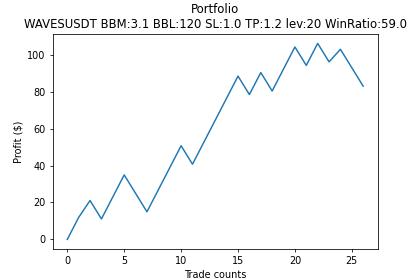 Portfolio
WAVESUSDT BBM:3.1 BBL:120 SL:1.0 TP:1.2 lev:20 WinRatio:59.0
100
80
60
40
20
0
Profit ($)
0 5 10 15 20 25
Trade counts